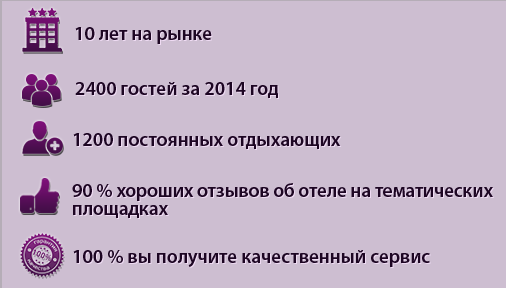 10 лет на рынке
2400 гостей за 2014 год
1200 постоянных отдыхающих
90 % хороших отзывов об отеле на тематических
площадках
100%
100 % вы получите качественный сервис